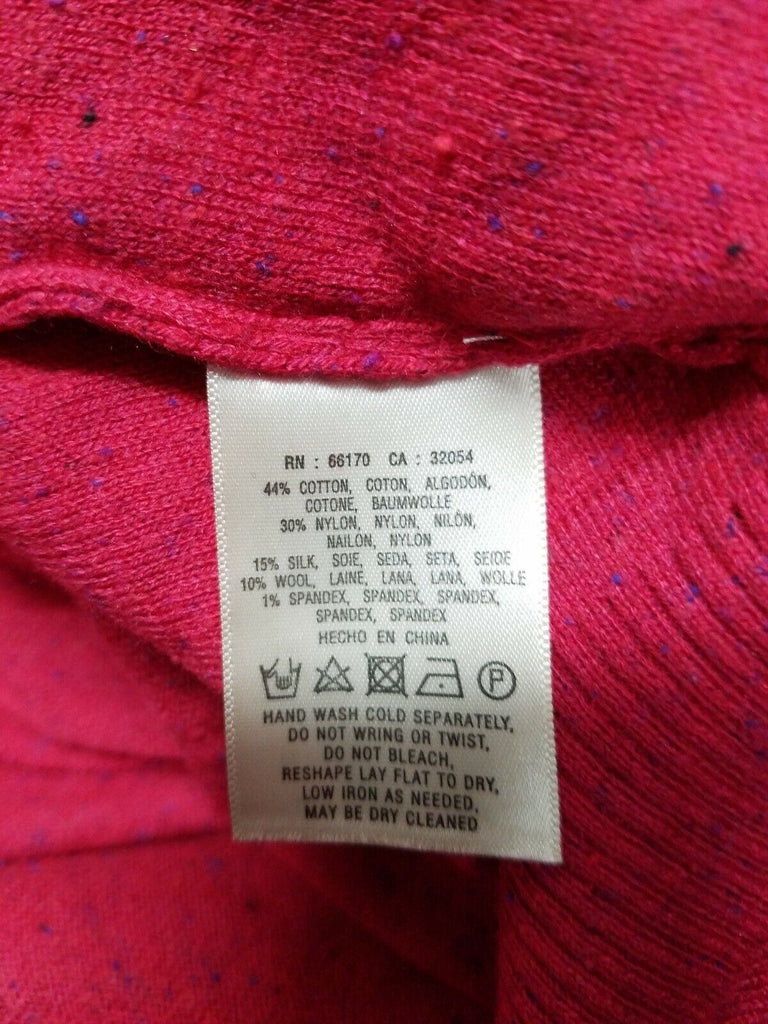 RN : 66170 CA : 32054
44% COTTON, COTON, ALGODÓN,
COTONE, BAUMWOLLE
30% NYLON, NYLON, NILÓN,
NAILON, NYLON
15% SILK, SOIE, SEDA, SETA, SEIDE
10% WOOL, LAINE, LANA, LANA, WOLLE
1% SPANDEX, SPANDEX, SPANDEX,
SPANDEX, SPANDEX
HECHO EN CHINA
P
HAND WASH COLD SEPARATELY,
DO NOT WRING OR TWIST,
DO NOT BLEACH,
RESHAPE LAY FLAT TO DRY,
LOW IRON AS NEEDED,
MAY BE DRY CLEANED